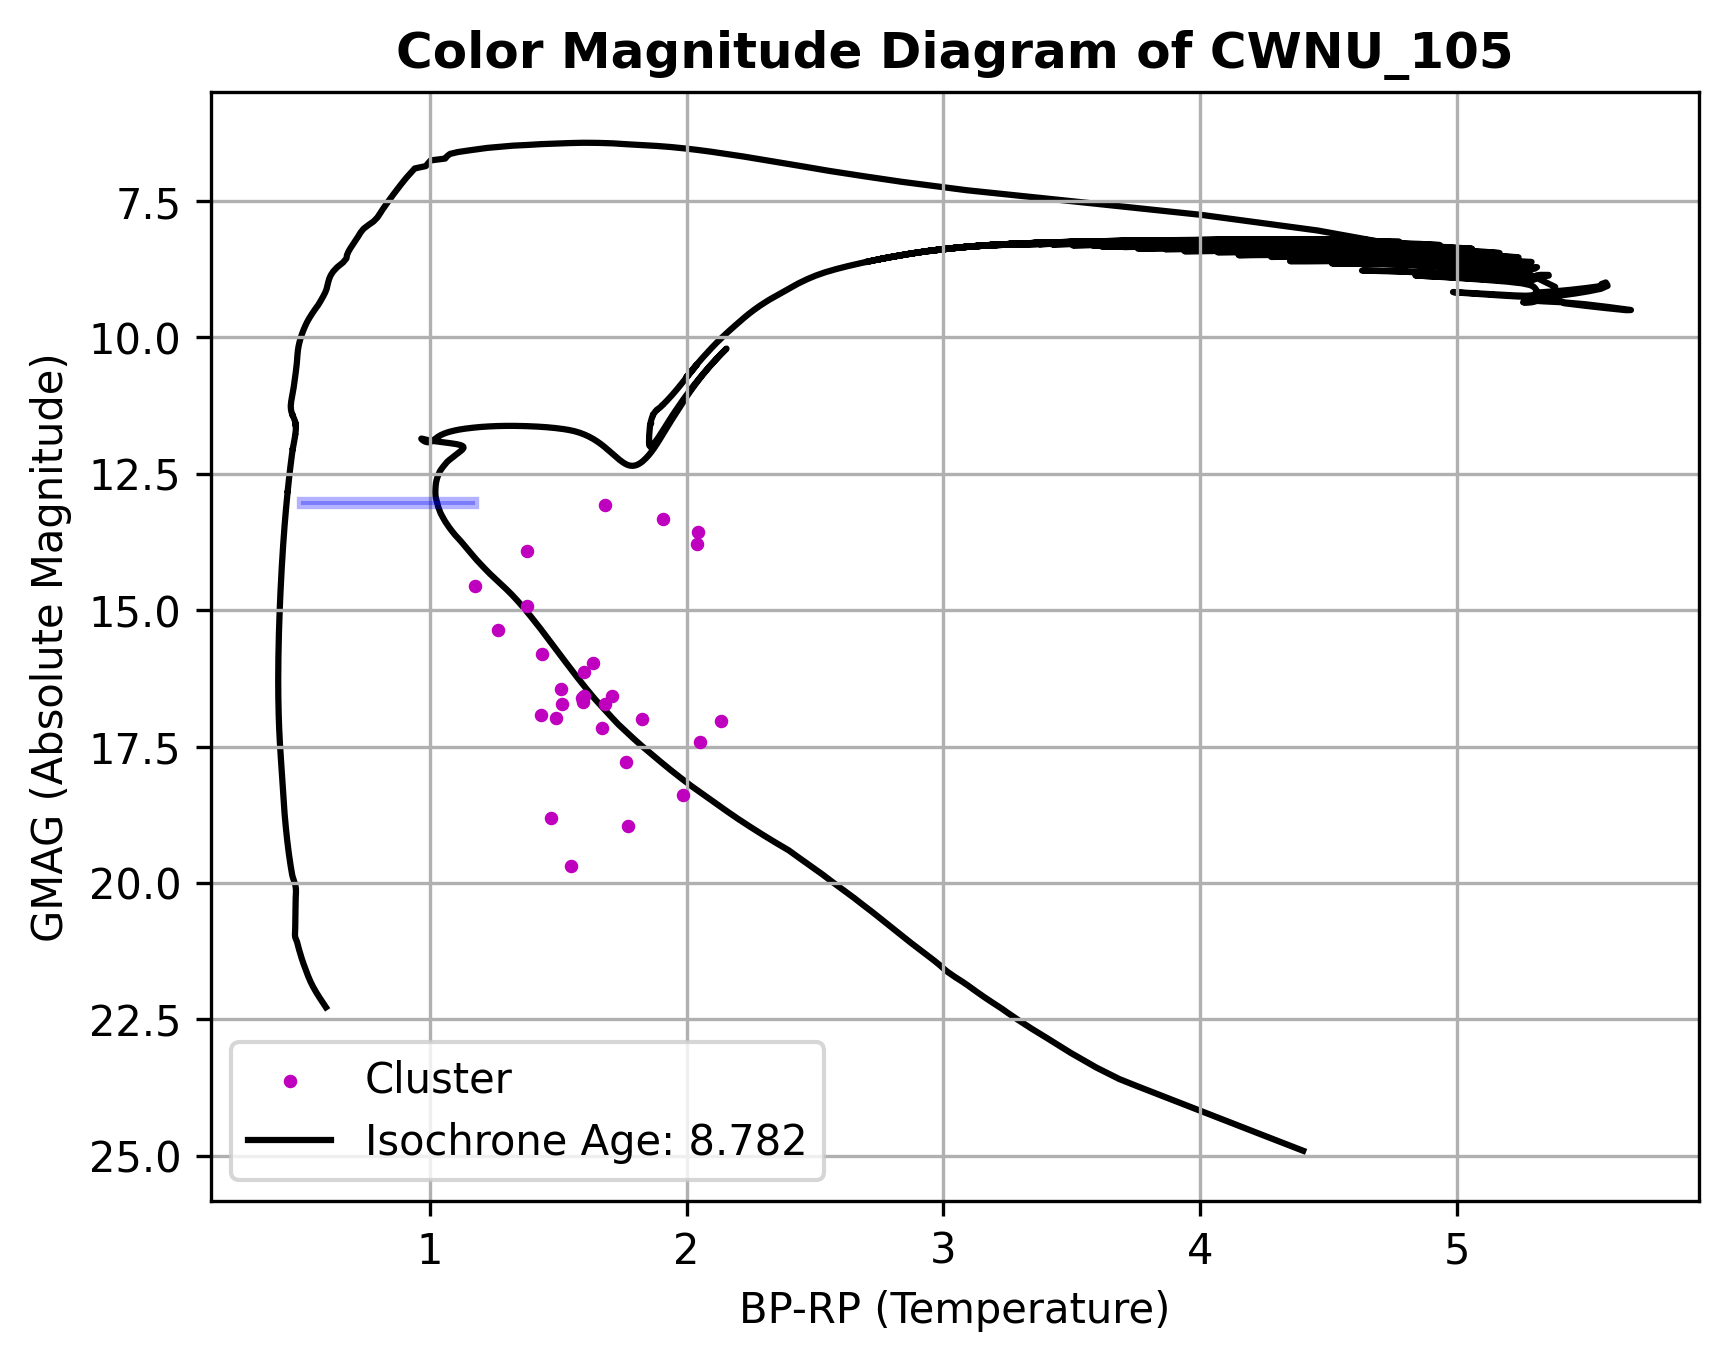 Color Magnitude Diagram of CWNU_105
GMAG (Absolute Magnitude)
7.5
10.0
12.5
15.0
17.5
20.0
22.5
25.0
Cluster
Isochrone Age: 8.782
1 2 3 4 5
BP-RP (Temperature)